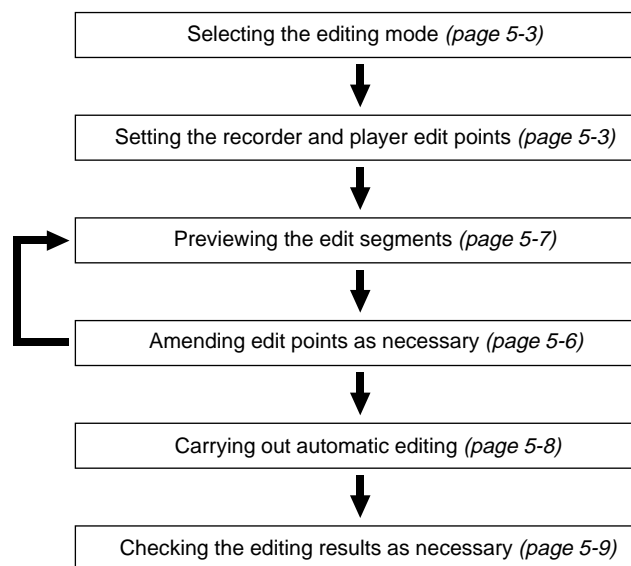 Selecting the editing mode (page 5-3)
Setting the recorder and player edit points (page 5-3)
Previewing the edit segments (page 5-7)
Amending edit points as necessary (page 5-6)
Carrying out automatic editing (page 5-8)
Checking the editing results as necessary (page 5-9)